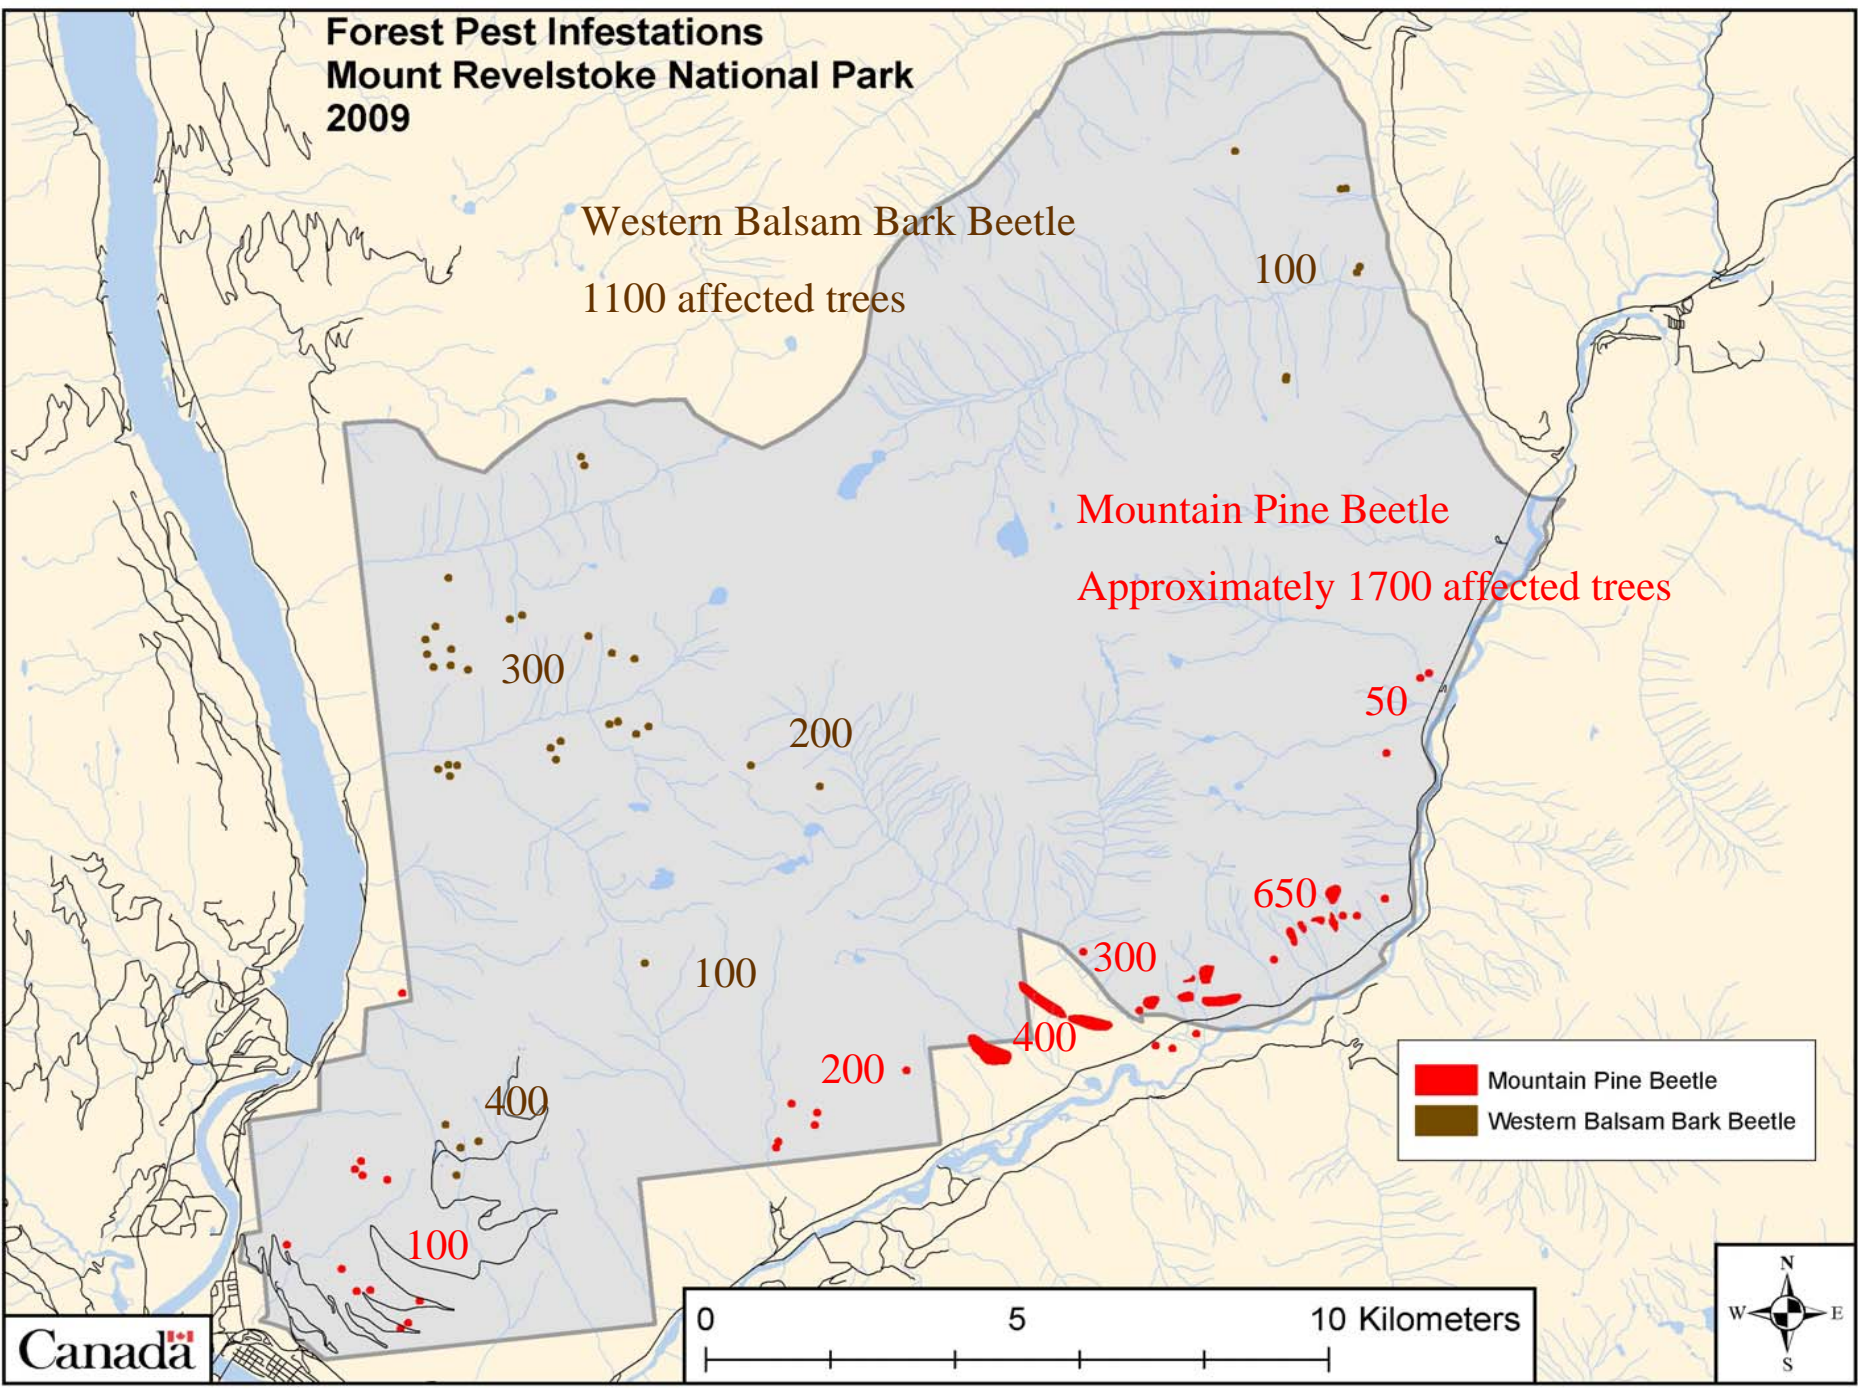 Forest Pest Infestations
Mount Revelstoke National Park
2009
Western Balsam Bark Beetle
1100 affected trees
100
Mountain Pine Beetle
Approximately 1700 affected trees
300
50
200
650
300
100
400
200
400
100
Mountain Pine Beetle
Western Balsam Bark Beetle
N
W E
S
0 5 10 Kilometers
Canada